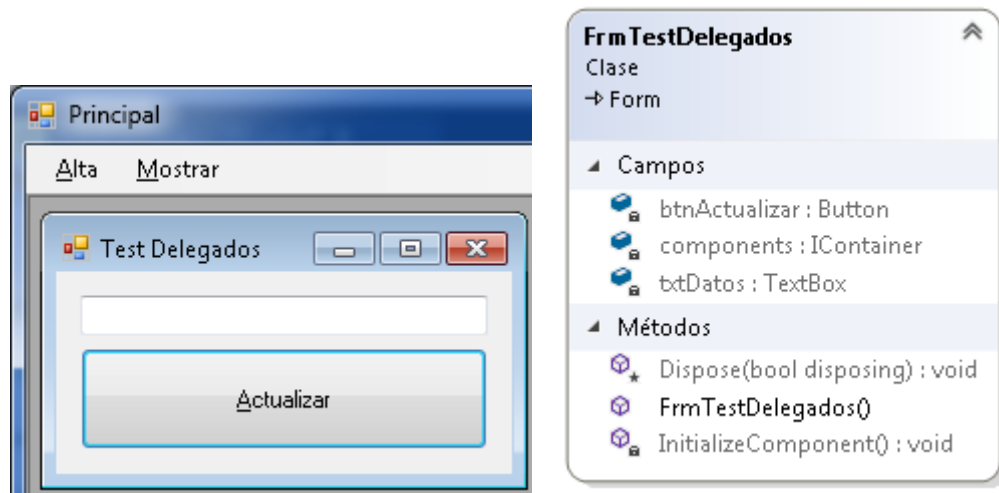 Principal
Alta Mostrar
Test Delegados
Actualizar
FrmTestDelegados
Clase
Form
Campos
btnActualizar : Button
components : IContainer
txtDatos : TextBox
Métodos
Dispose(bool disposing) : void
FrmTestDelegados()
InitializeComponent() : void